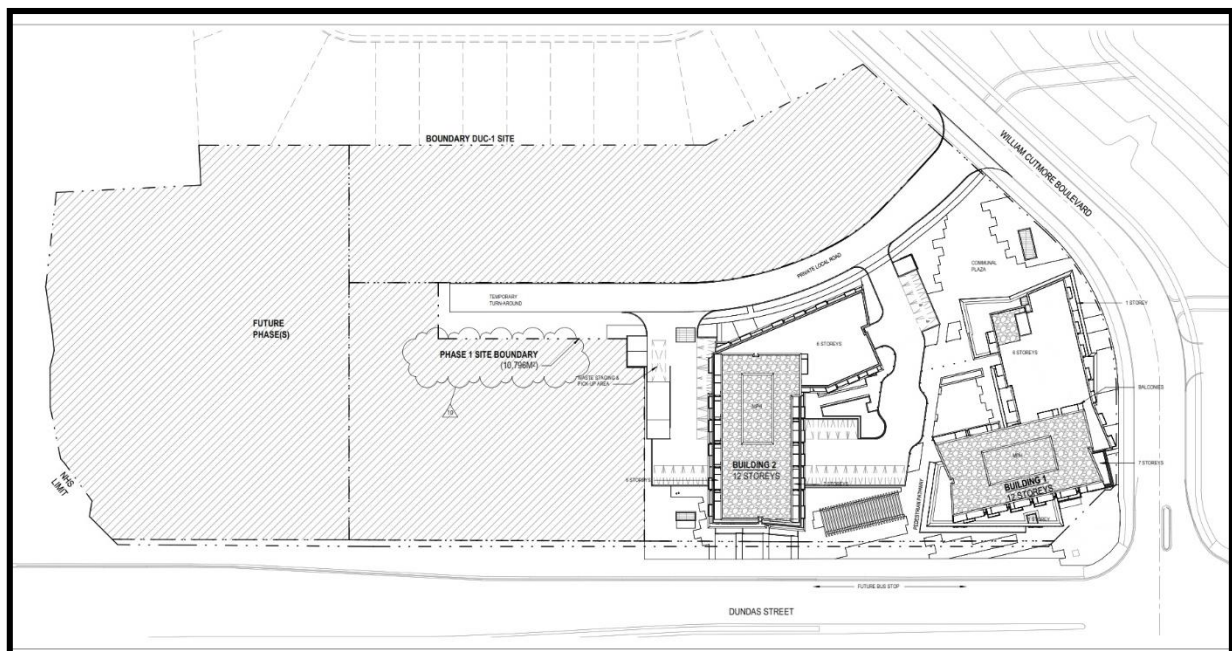 BOUNDARY DUC-1 SITE
WILLIAM CUTMORE BOULEVARD
COMMUNAL
PLAZA
PRIVATE LOCAL ROAD
TEMPORARY
TURN-AROUND
1 STOREY
FUTURE
PHASE(S)
PHASE 1 SITE BOUNDARY
(10,796M²)
6 STOREYS
6 STOREYS
WASTE STAGING &
PICK-UP AREA
BALCONIES
10
MPH
MPH
BUILDING 2
12 STOREYS
7 STOREYS
BUILDING 1
12 STOREYS
NHS
LIMIT
PEDESTRIAN PATHWAY
FUTURE BUS STOP
DUNDAS STREET